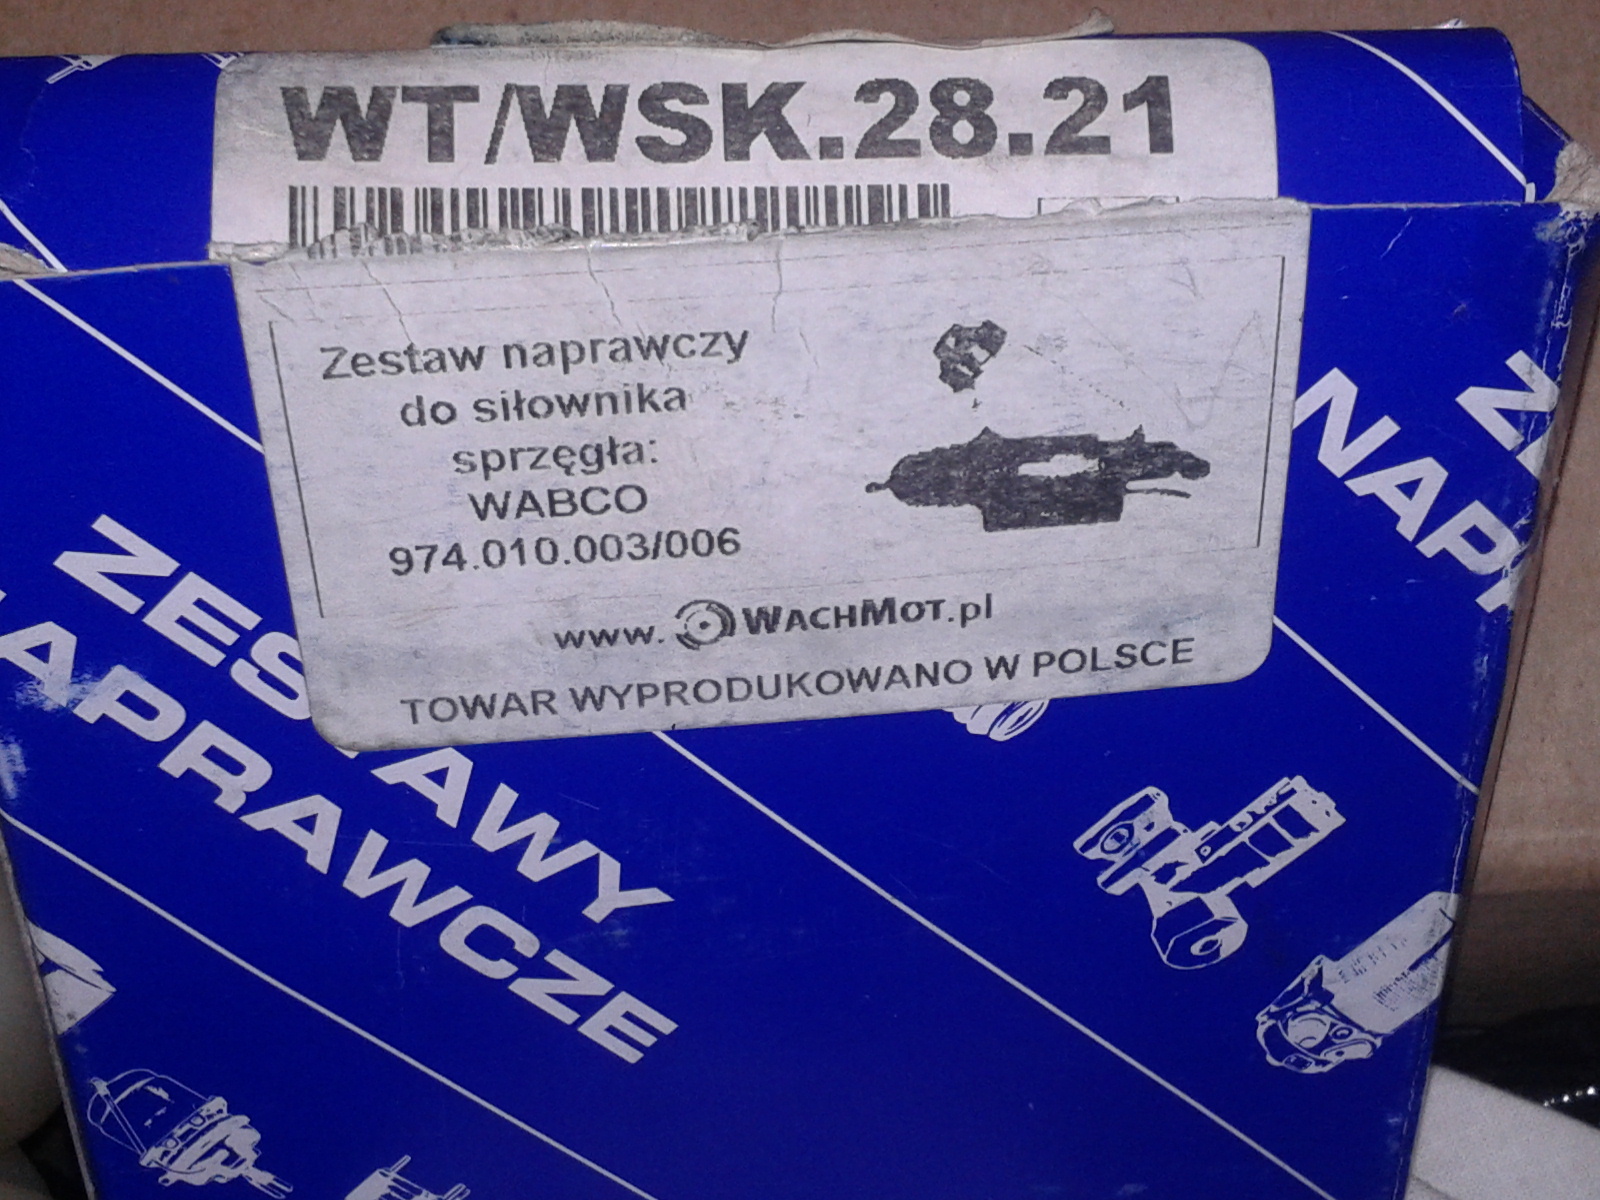 WT/WSK.28.21
Zestaw naprawczy
do siłownika
sprzęgła:
WABCO
974.010.003/006
www.WACHMOT.pl
TOWAR WYPRODUKOWANO W POLSCE
ZESTAWY
NAPRAWCZE